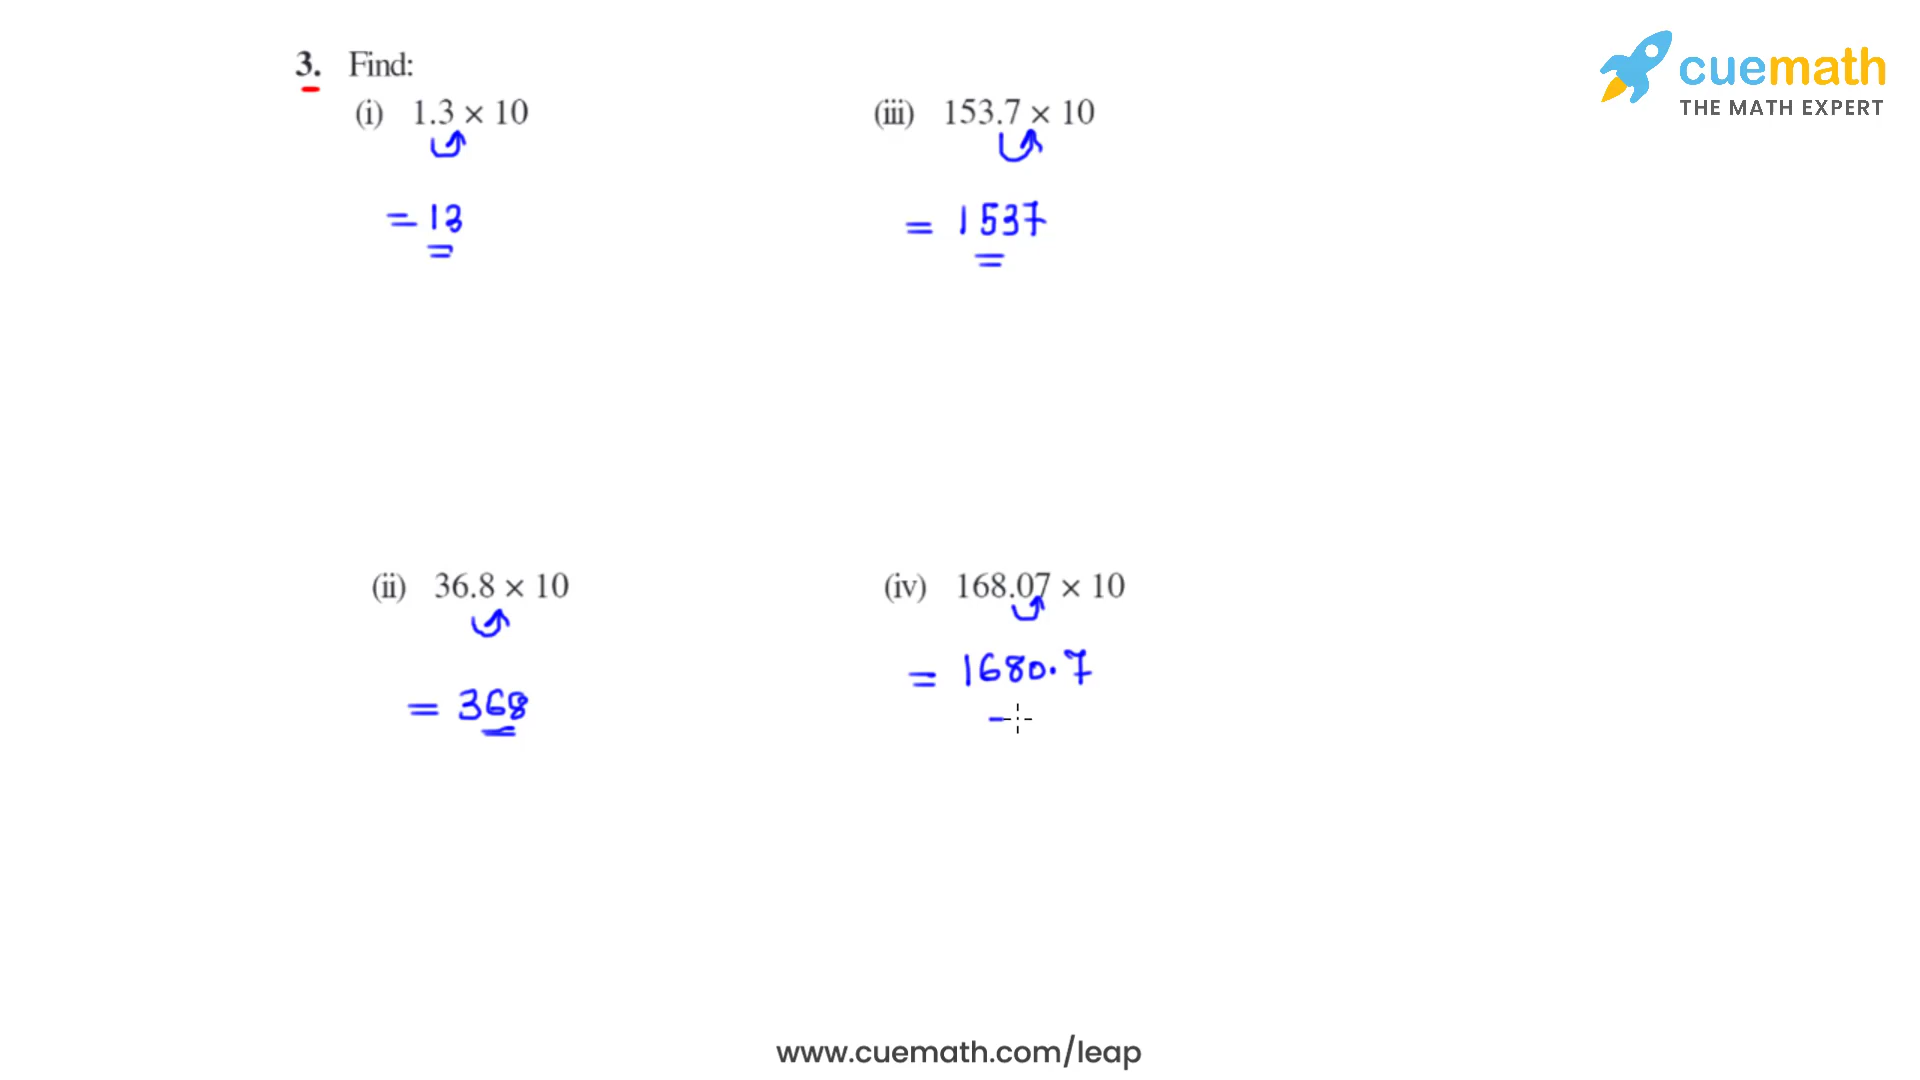 3. Find:
(i) 1.3 × 10
= 13
(ii) 36.8 × 10
= 368
(iii) 153.7 × 10
= 1537
(iv) 168.07 × 10
= 1680.7
cuemath
THE MATH EXPERT
www.cuemath.com/leap